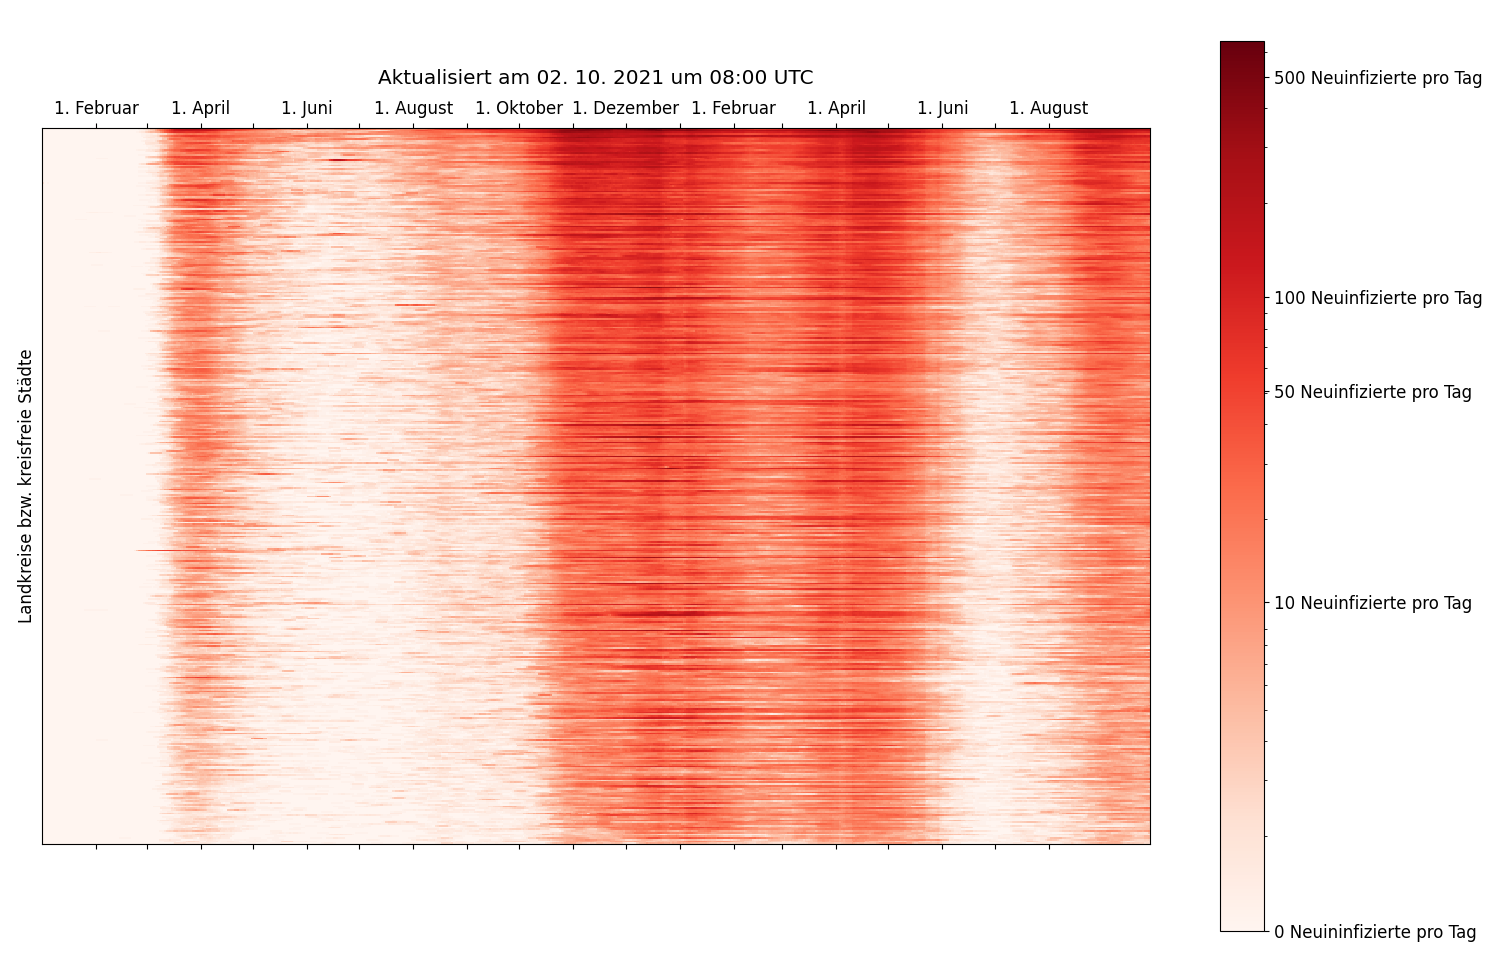 Aktualisiert am 02. 10. 2021 um 08:00 UTC
1. Februar 1. April 1. Juni 1. August 1. Oktober 1. Dezember 1. Februar 1. April 1. Juni 1. August
Landkreise bzw. kreisfreie Städte
500 Neuinfizierte pro Tag
100 Neuinfizierte pro Tag
50 Neuinfizierte pro Tag
10 Neuinfizierte pro Tag
0 Neuininfizierte pro Tag